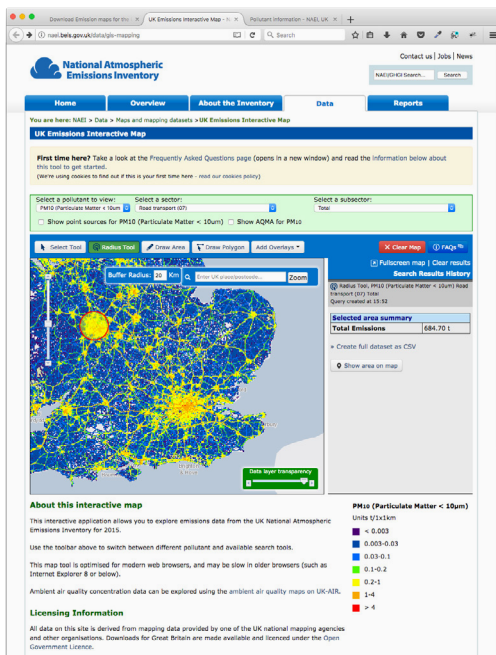 Download Emission maps for the
UK Emissions Interactive Map - N
Pollutant Information - NAEI, UK
naei.beis.gov.uk/data/gis-mapping
Search
Contact us | Jobs | News
National Atmospheric
Emissions Inventory
NAEI/GHGI Search...
Search
Home
Overview
About the Inventory
Data
Reports
You are here: NAEI > Data > Maps and mapping datasets > UK Emissions Interactive Map
UK Emissions Interactive Map
First time here? Take a look at the Frequently Asked Questions page (opens in a new window) and read the information below about
this tool to get started.
(We're using cookies to find out if this is your first time here - read our cookies policy)
Select a pollutant to view:
Select a sector:
Select a subsector:
PM10 (Particulate Matter < 10um
Road transport (07)
Total
Show point sources for PM10 (Particulate Matter < 10um)
Show AQMA for PM10
Select Tool
Radius Tool
Draw Area
Draw Polygon
Add Overlays
X Clear Map
FAQs
Fullscreen map | Clear results
Search Results History
Buffer Radius: 20 Km
Enter UK place/postcode...
Zoom
Radius Tool, PM10 (Particulate Matter < 10um) Road
transport (07) Total
Query created at 15:52
Selected area summary
Total Emissions
684.70 t
» Create full dataset as CSV
Show area on map
Data layer transparency
About this interactive map
This interactive application allows you to explore emissions data from the UK National Atmospheric
Emissions Inventory for 2015.
Use the toolbar above to switch between different pollutant and available search tools.
This map tool is optimised for modern web browsers, and may be slow in older browsers (such as
Internet Explorer 8 or below).
Ambient air quality concentration data can be explored using the ambient air quality maps on UK-AIR.
Licensing Information
All data on this site is derived from mapping data provided by one of the UK national mapping agencies
and other organisations. Downloads for Great Britain are made available and licenced under the Open
Government Licence.
PM10 (Particulate Matter < 10µm)
Units t/1x1km
< 0.003
0.003-0.03
0.03-0.1
0.1-0.2
0.2-1
1-4
> 4